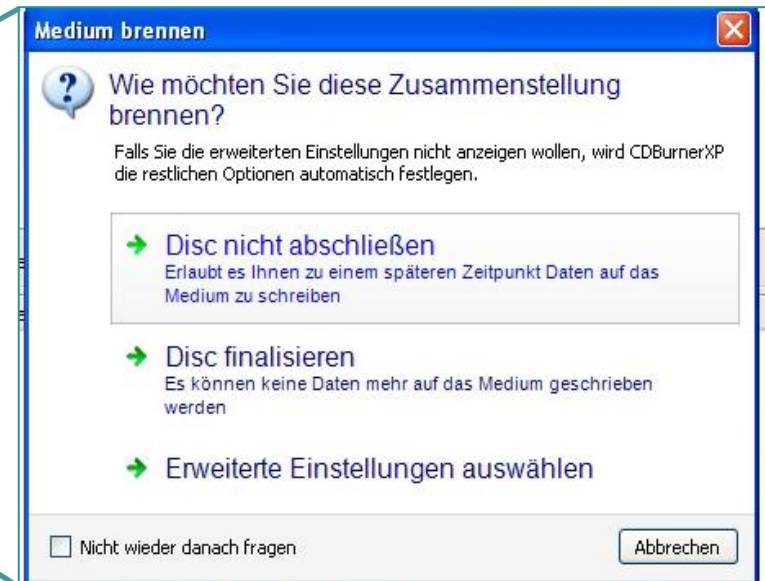 Medium brennen
Wie möchten Sie diese Zusammenstellung
brennen?
Falls Sie die erweiterten Einstellungen nicht anzeigen wollen, wird CDBurnerXP
die restlichen Optionen automatisch festlegen.
Disc nicht abschließen
Erlaubt es Ihnen zu einem späteren Zeitpunkt Daten auf das
Medium zu schreiben
Disc finalisieren
Es können keine Daten mehr auf das Medium geschrieben
werden
Erweiterte Einstellungen auswählen
Nicht wieder danach fragen
Abbrechen